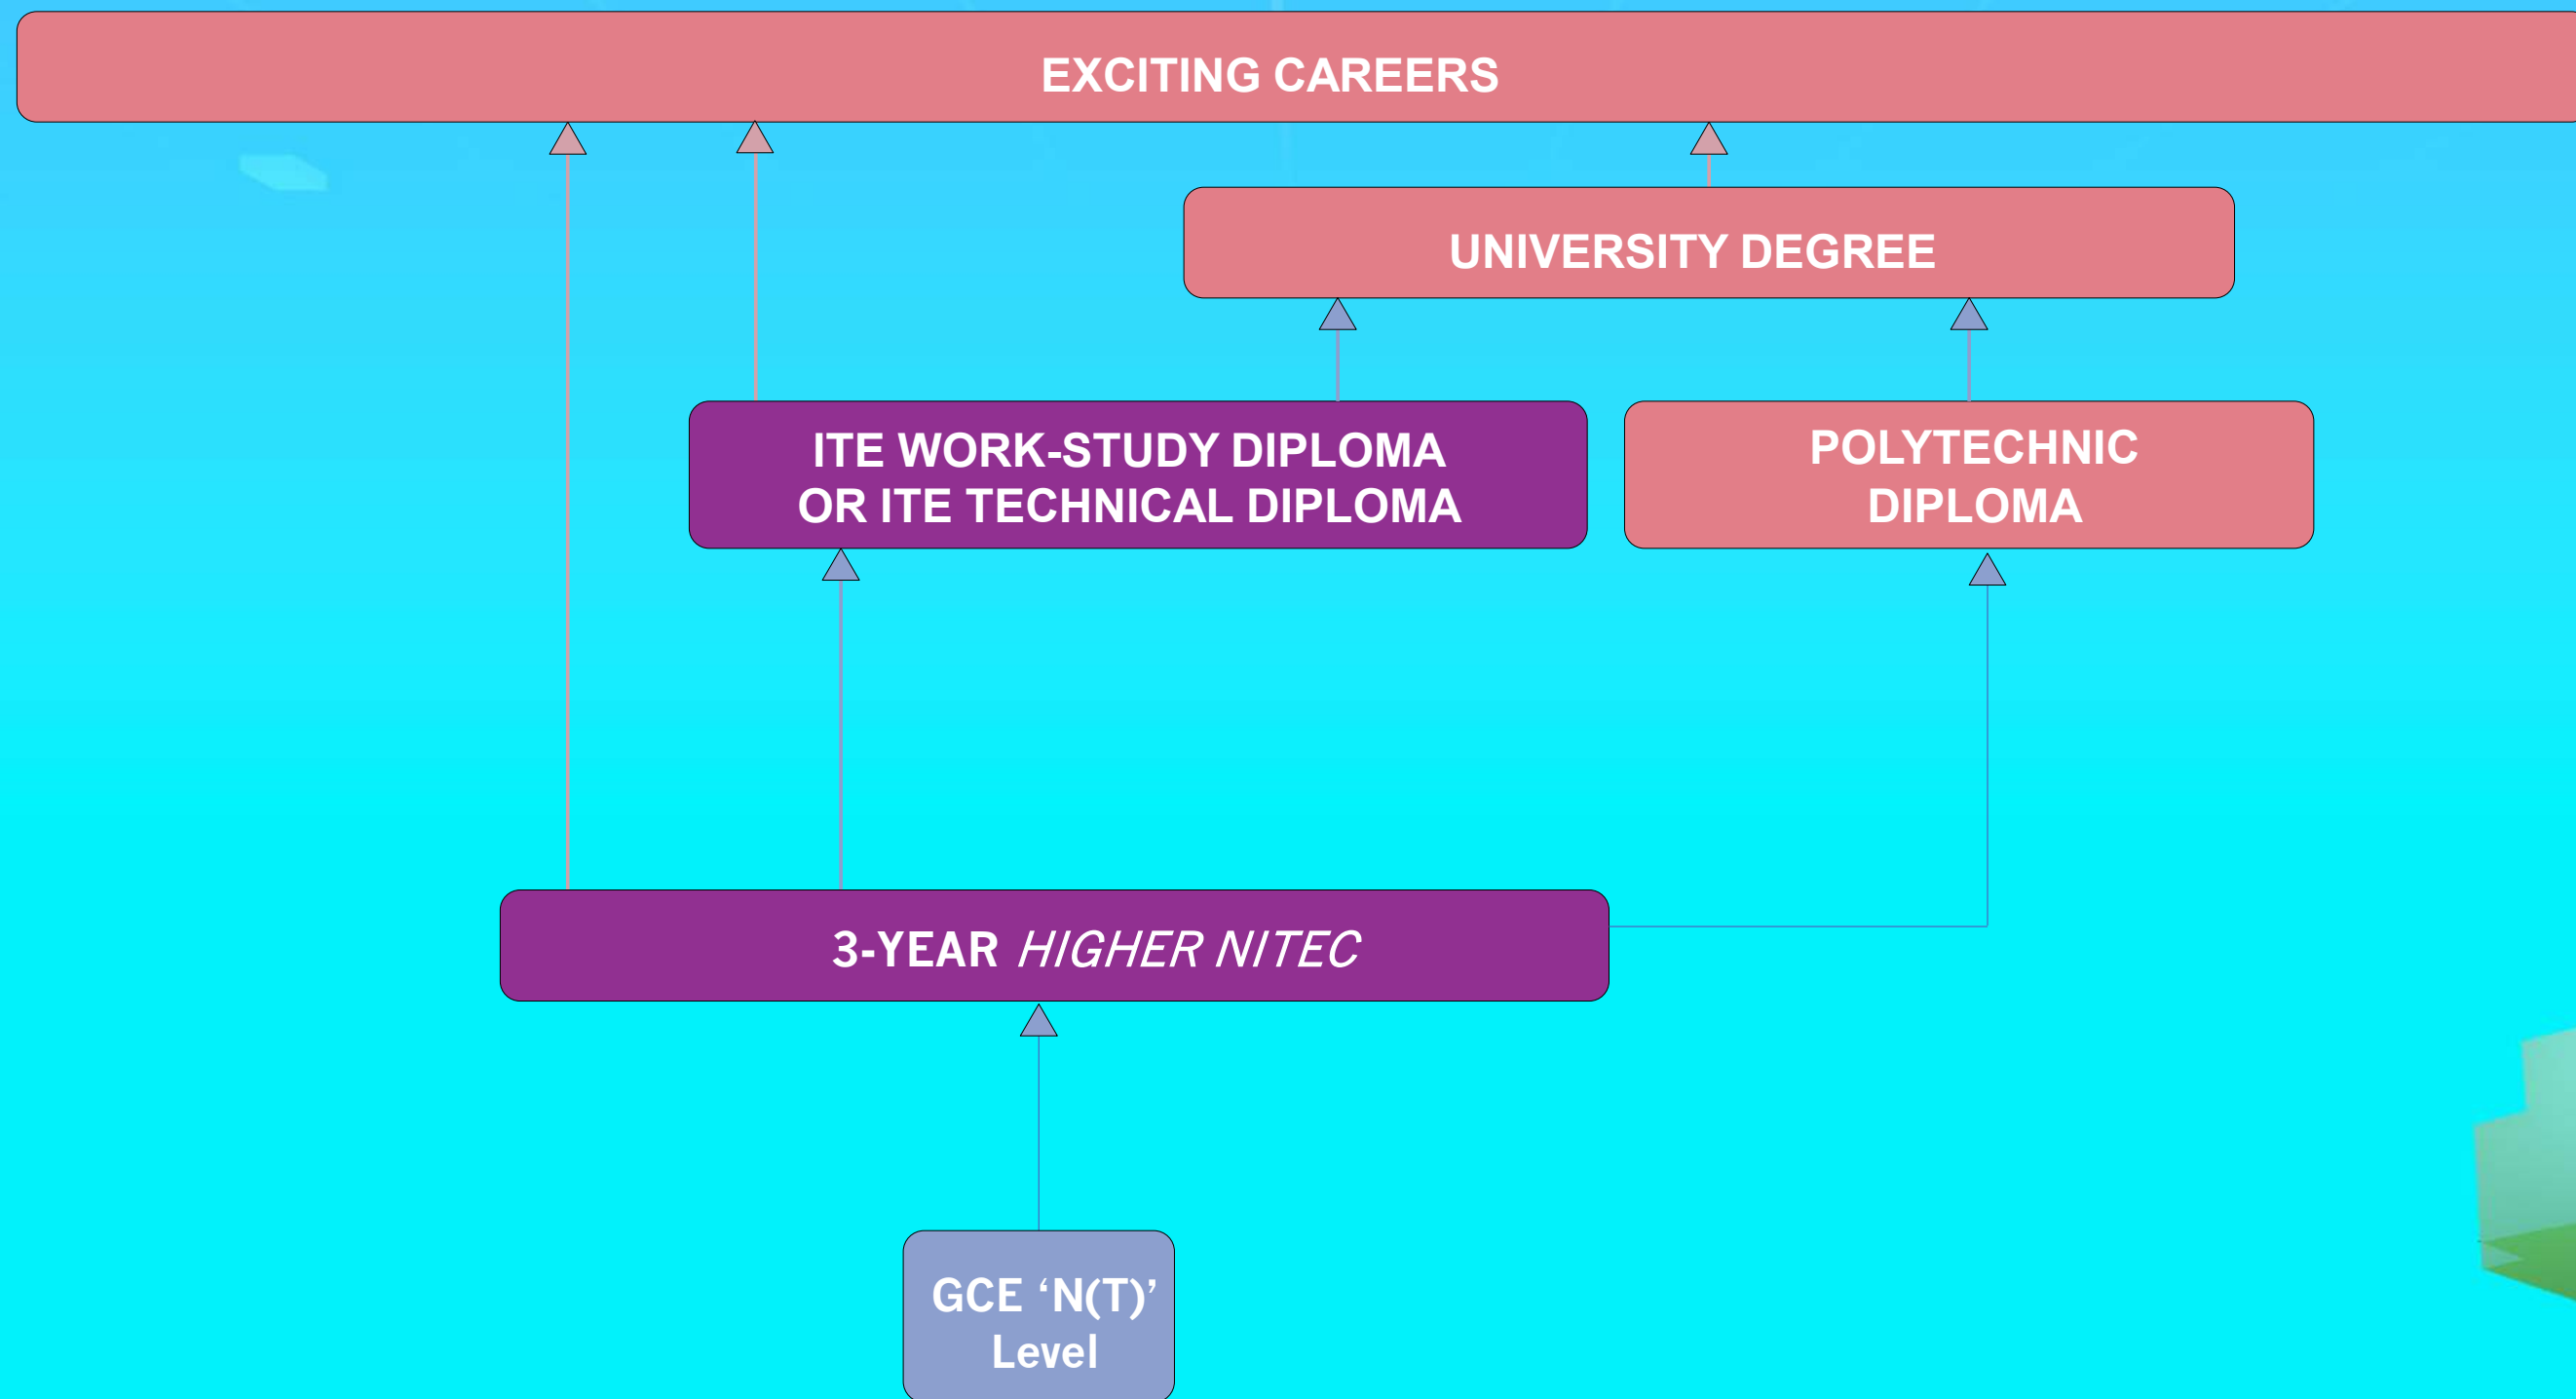 EXCITING CAREERS
UNIVERSITY DEGREE
ITE WORK-STUDY DIPLOMA
OR ITE TECHNICAL DIPLOMA
POLYTECHNIC
DIPLOMA
3-YEAR HIGHER NITEC
GCE ‘N(T)’
Level